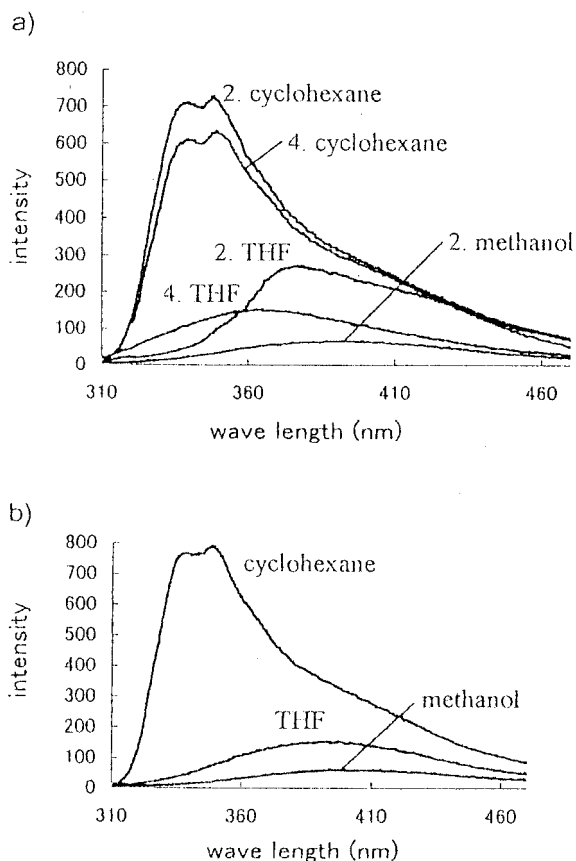 a)
800
700
600
500
400
300
200
100
0
intensity
2. cyclohexane
4. cyclohexane
2. methanol
2. THF
4. THF
310
360
410
460
wave length (nm)
b)
800
700
600
500
400
300
200
100
0
intensity
cyclohexane
methanol
THF
310
360
410
460
wave length (nm)